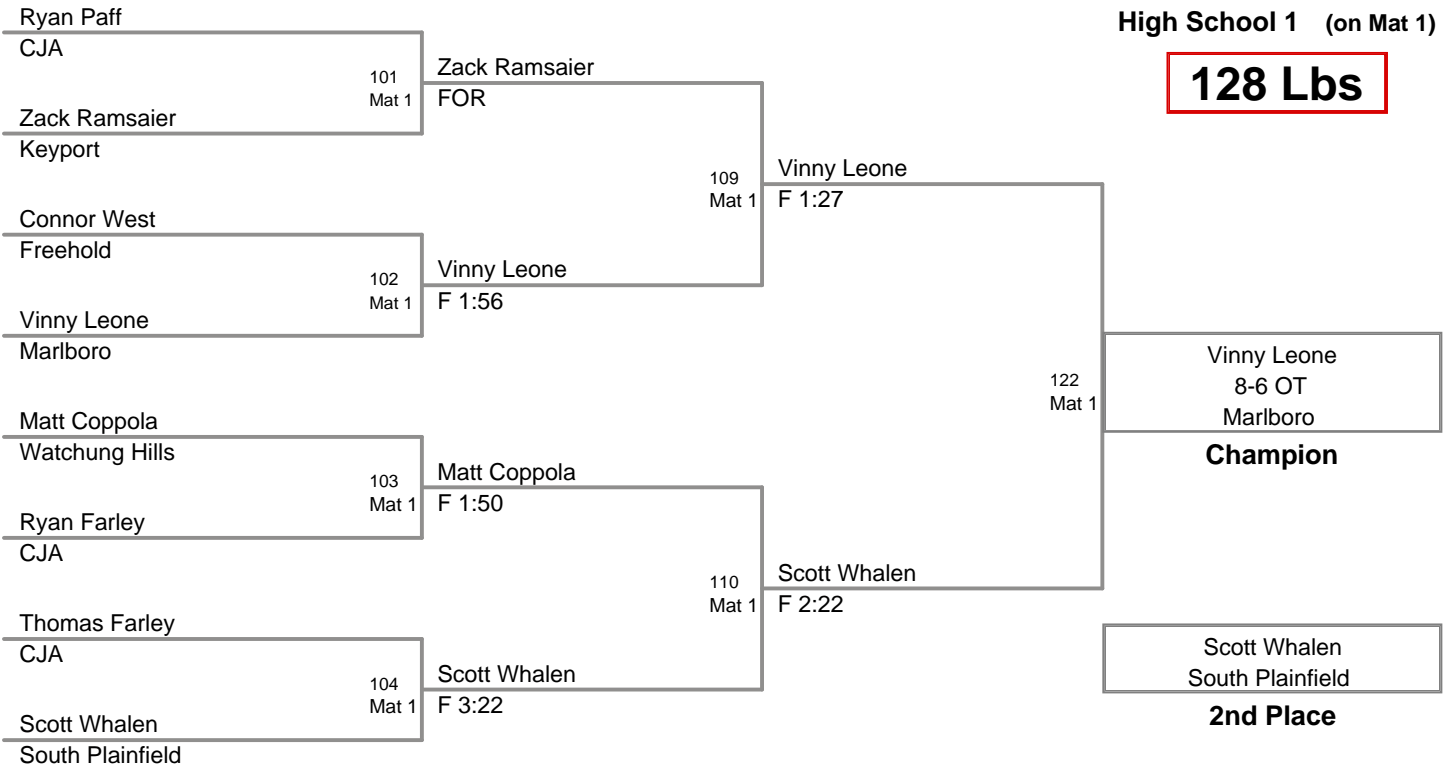 High School 1 (on Mat 1)
128 Lbs
Ryan Paff
CJA
101
Mat 1
Zack Ramsaier
Keyport
Zack Ramsaier
FOR
Connor West
Freehold
102
Mat 1
Vinny Leone
Marlboro
Vinny Leone
F 1:56
109
Mat 1
Vinny Leone
F 1:27
Matt Coppola
Watchung Hills
103
Mat 1
Ryan Farley
CJA
Matt Coppola
F 1:50
Thomas Farley
CJA
104
Mat 1
Scott Whalen
South Plainfield
Scott Whalen
F 3:22
110
Mat 1
Scott Whalen
F 2:22
122
Mat 1
Vinny Leone
8-6 OT
Marlboro
Champion
Scott Whalen
South Plainfield
2nd Place